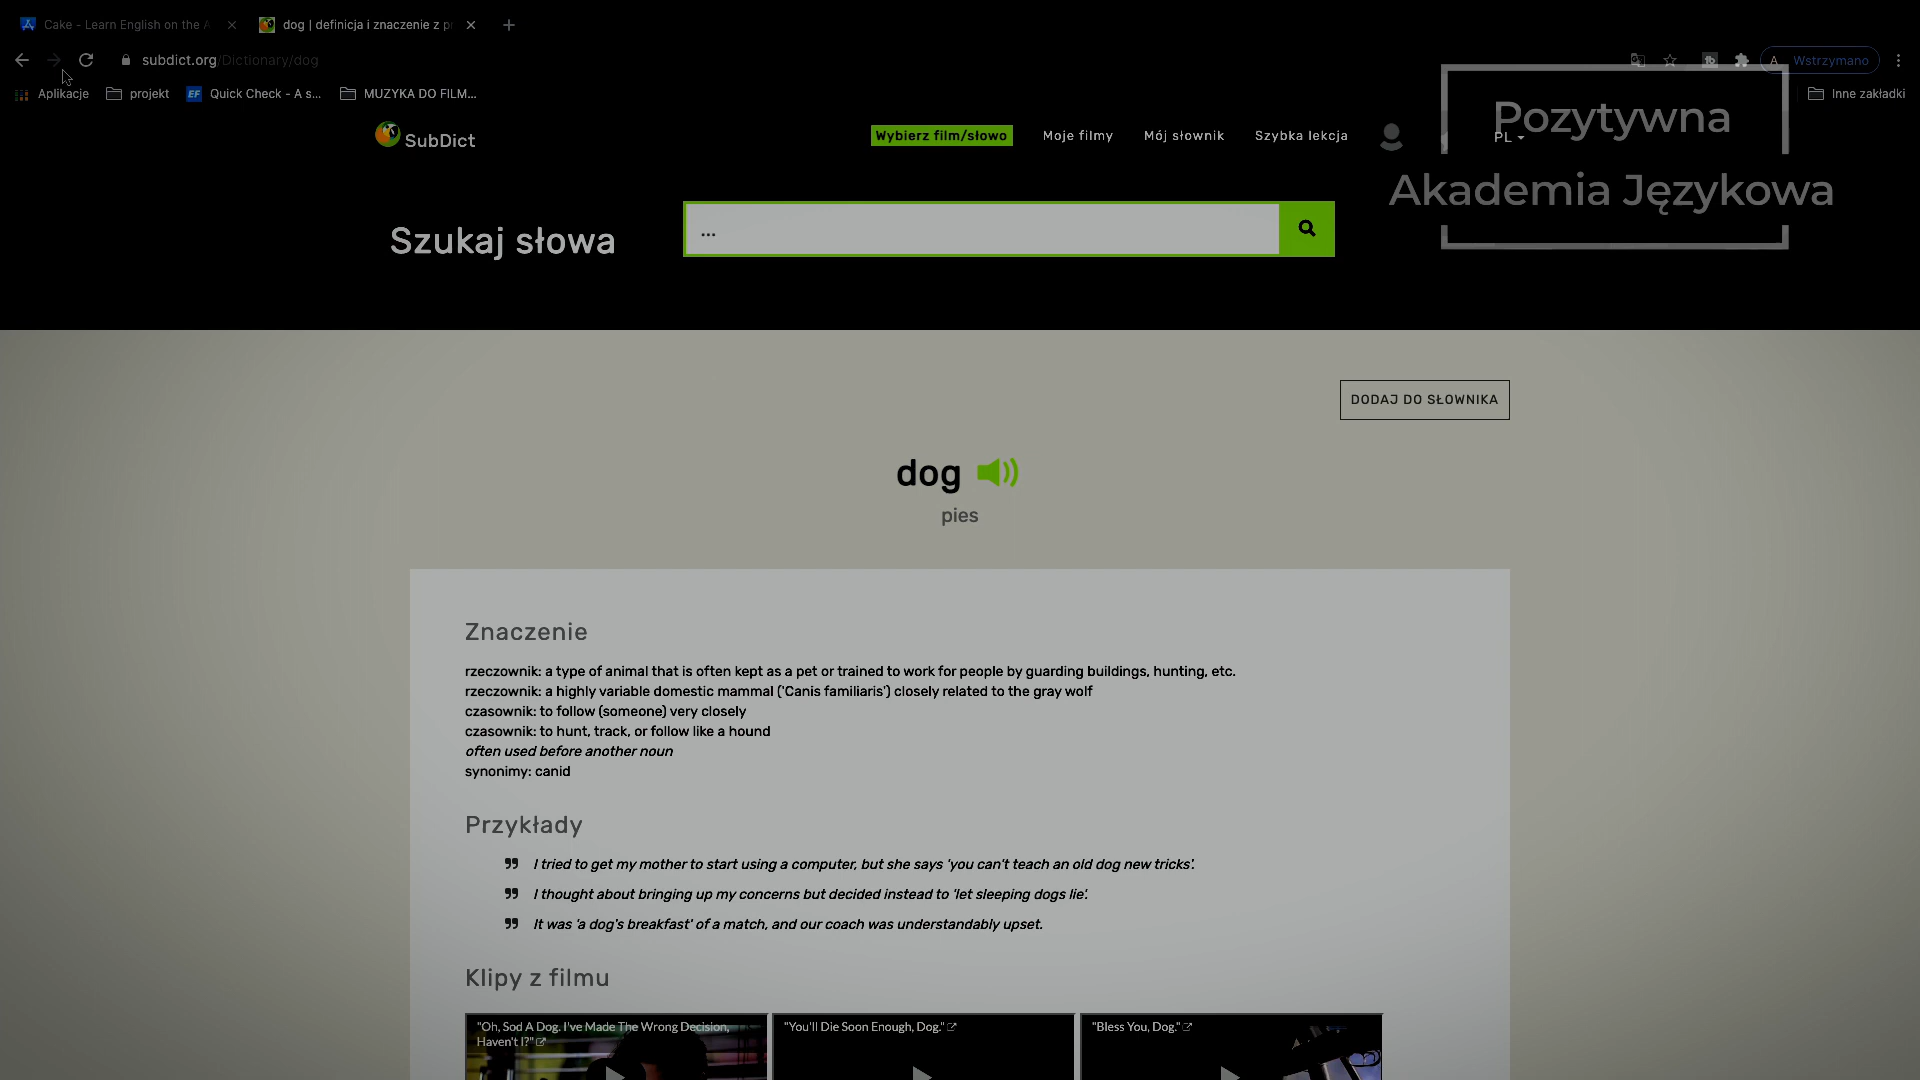 Cake - Learn English on the A
dog | definicja i znaczenie z p
subdict.org/Dictionary/dog
A Wstrzymano
Aplikacje projekt EF Quick Check - A s... MUZYKA DO FILM... Inne zakładki
SubDict
Wybierz film/słowo Moje filmy Mój słownik Szybka lekcja PL
Pozytywna
Akademia Językowa
Szukaj słowa
...
DODAJ DO SŁOWNIKA
dog
pies
Znaczenie
rzeczownik: a type of animal that is often kept as a pet or trained to work for people by guarding buildings, hunting, etc.
rzeczownik: a highly variable domestic mammal ('Canis familiaris') closely related to the gray wolf
czasownik: to follow (someone) very closely
czasownik: to hunt, track, or follow like a hound
often used before another noun
synonimy: canid
Przykłady
I tried to get my mother to start using a computer, but she says 'you can't teach an old dog new tricks'.
I thought about bringing up my concerns but decided instead to 'let sleeping dogs lie'.
It was 'a dog's breakfast' of a match, and our coach was understandably upset.
Klipy z filmu
"Oh, Sod A Dog. I've Made The Wrong Decision,
Haven't I?"
"You'll Die Soon Enough, Dog."
"Bless You, Dog."